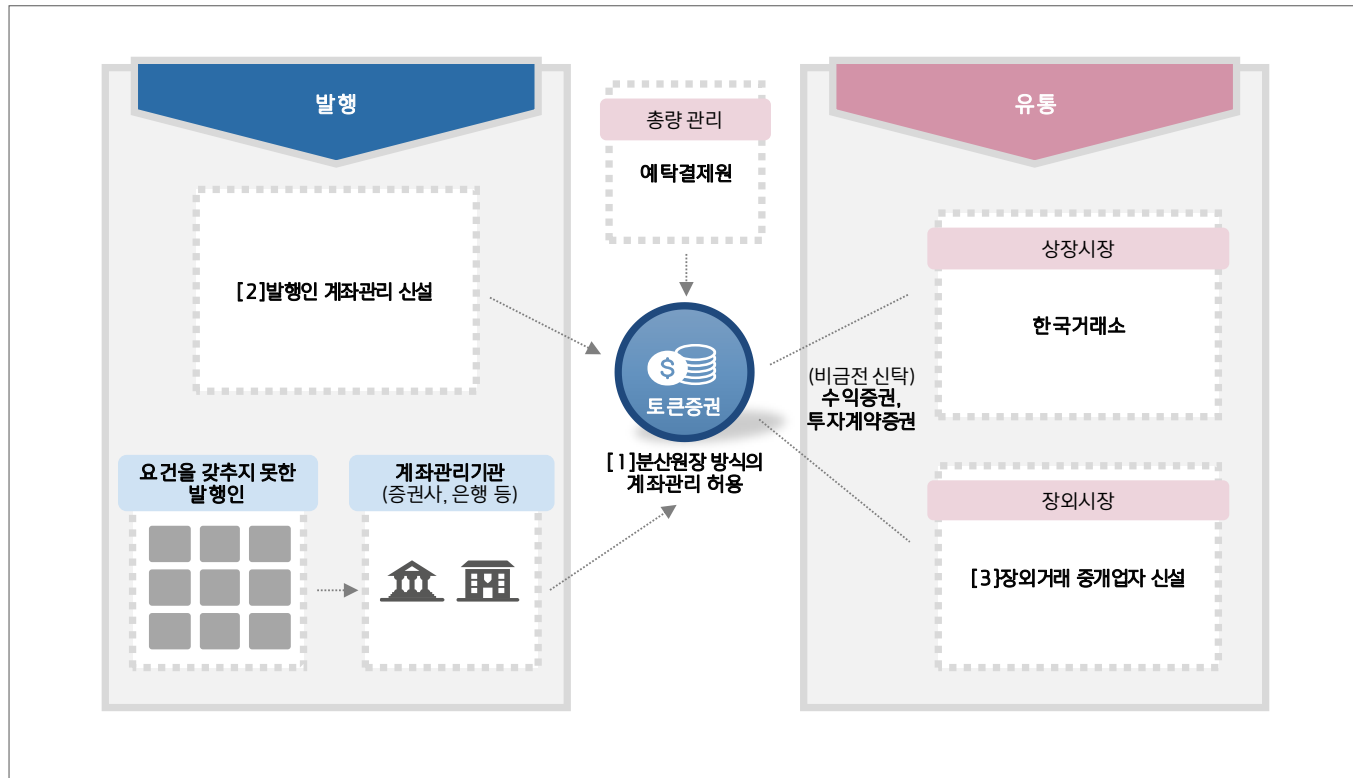 발행
[2]발행인 계좌관리 신설
요건을 갖추지 못한
발행인
계좌관리기관
(증권사, 은행 등)
총량 관리
예탁결제원
$
토큰증권
[1]분산원장 방식의
계좌관리 허용
(비금전 신탁)
수익증권,
투자계약증권
유통
상장시장
한국거래소
장외시장
[3]장외거래 중개업자 신설